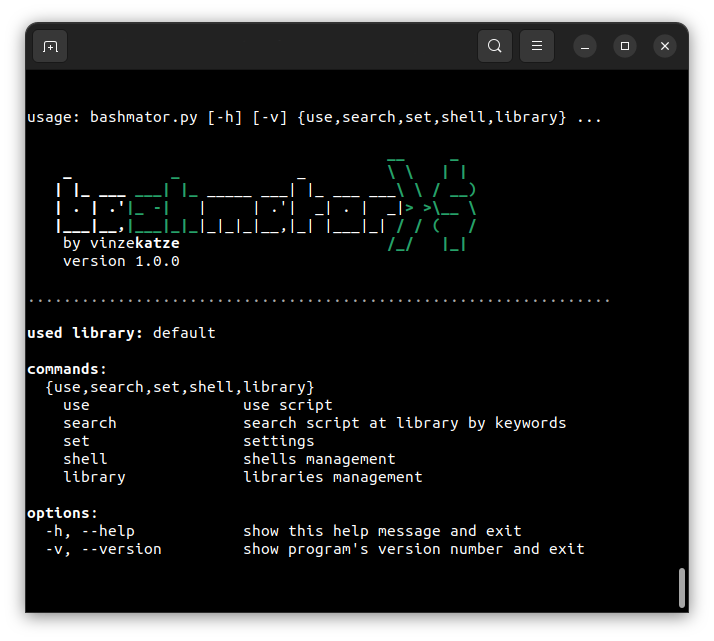 usage: bashmator.py [-h] [-v] {use,search,set,shell,library} ...
bashmator
>_$
by vinzekatze
version 1.0.0
used library: default
commands:
{use,search,set,shell,library}
use use script
search search script at library by keywords
set settings
shell shells management
library libraries management
options:
-h, --help show this help message and exit
-v, --version show program's version number and exit